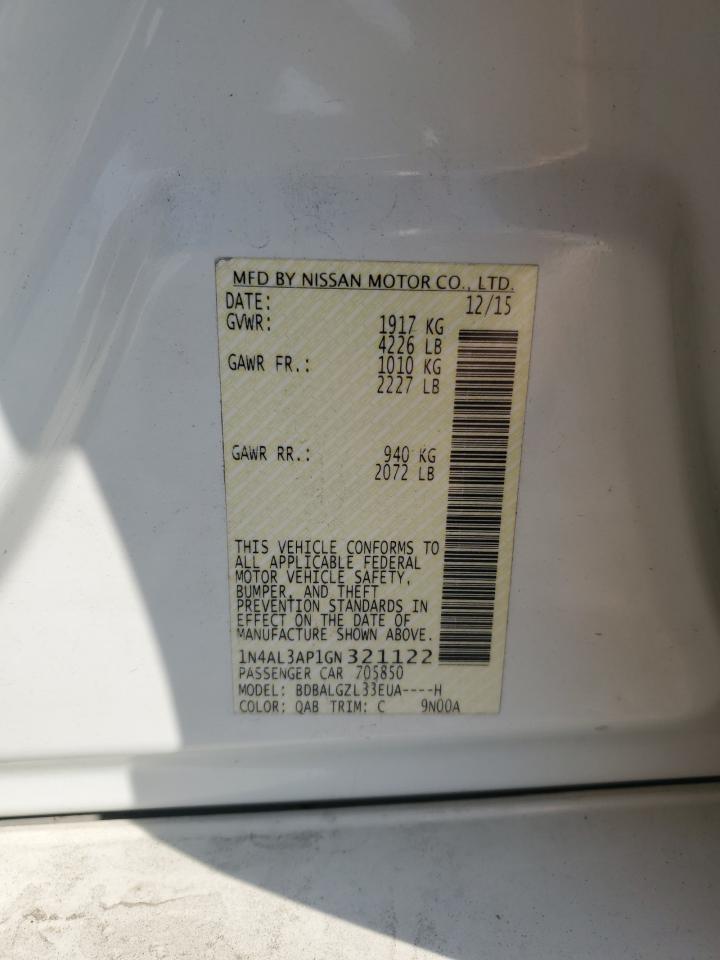 MFD BY NISSAN MOTOR CO., LTD.
DATE: 12/15
GVWR: 1917 KG
4226 LB
GAWR FR.: 1010 KG
2227 LB
GAWR RR.: 940 KG
2072 LB
THIS VEHICLE CONFORMS TO
ALL APPLICABLE FEDERAL
MOTOR VEHICLE SAFETY,
BUMPER, AND THEFT
PREVENTION STANDARDS IN
EFFECT ON THE DATE OF
MANUFACTURE SHOWN ABOVE.
1N4AL3AP1GN321122
PASSENGER CAR 705850
MODEL: BDBALGZL33EUA----H
COLOR: QAB TRIM: C 9N00A